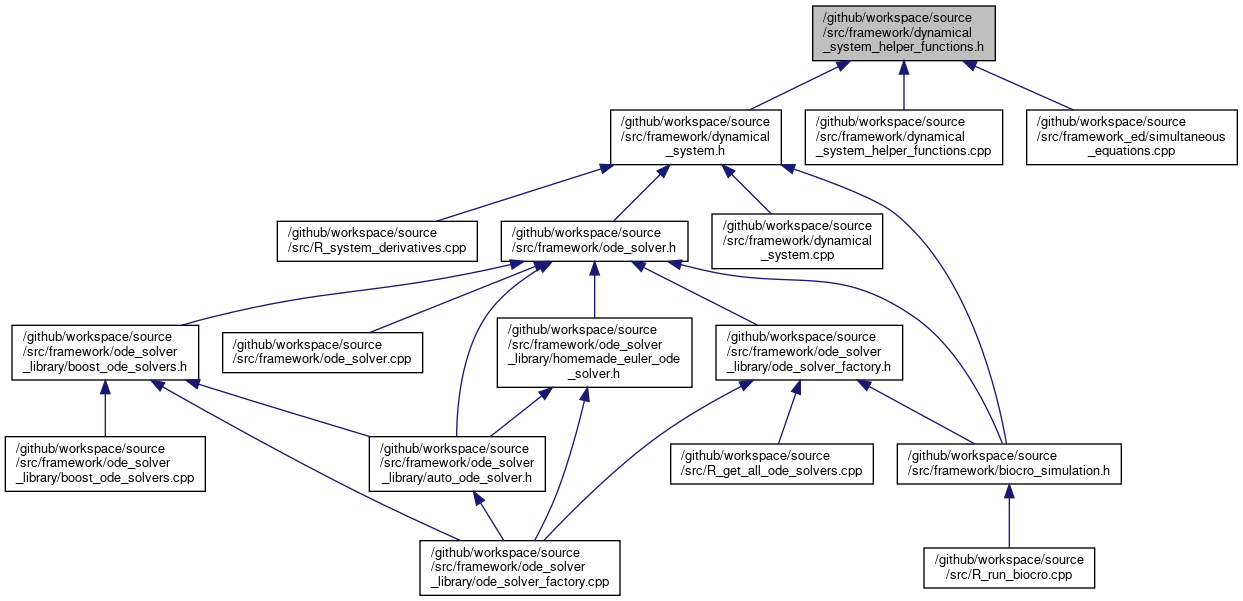 /github/workspace/source
/src/framework/dynamical
_system_helper_functions.h
/github/workspace/source
/src/framework/dynamical
_system.h
/github/workspace/source
/src/framework/dynamical
_system_helper_functions.cpp
/github/workspace/source
/src/framework_ed/simultaneous
_equations.cpp
/github/workspace/source
/src/R_system_derivatives.cpp
/github/workspace/source
/src/framework/ode_solver.h
/github/workspace/source
/src/framework/dynamical
_system.cpp
/github/workspace/source
/src/framework/ode_solver
_library/boost_ode_solvers.h
/github/workspace/source
/src/framework/ode_solver.cpp
/github/workspace/source
/src/framework/ode_solver
_library/homemade_euler_ode
_solver.h
/github/workspace/source
/src/framework/ode_solver
_library/ode_solver_factory.h
/github/workspace/source
/src/framework/ode_solver
_library/boost_ode_solvers.cpp
/github/workspace/source
/src/framework/ode_solver
_library/auto_ode_solver.h
/github/workspace/source
/src/R_get_all_ode_solvers.cpp
/github/workspace/source
/src/framework/biocro_simulation.h
/github/workspace/source
/src/framework/ode_solver
_library/ode_solver_factory.cpp
/github/workspace/source
/src/R_run_biocro.cpp